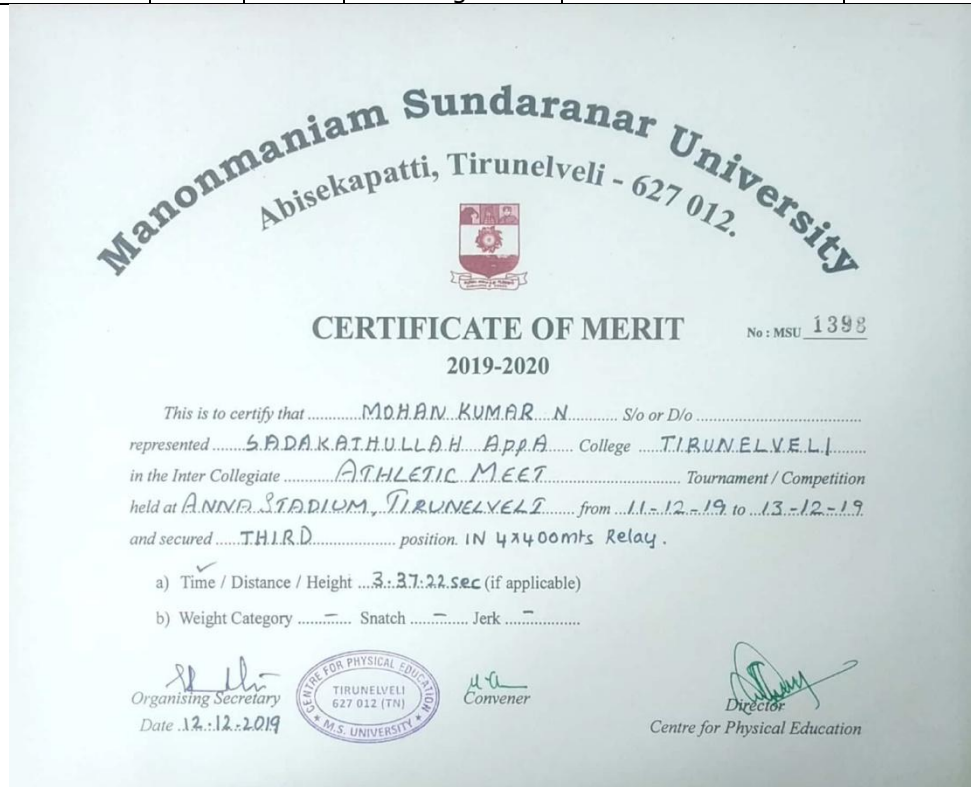 Manonmaniam Sundaranar University
Abisekapatti, Tirunelveli - 627 012.
CERTIFICATE OF MERIT
No : MSU 1398
2019-2020
This is to certify that ............MOHAN KUMAR N............ S/o or D/o ............
represented ......SADAKATHULLAH APPA...... College ...TIRUNELVELI.........
in the Inter Collegiate ............ATHLETIC MEET............ Tournament / Competition
held at ANNA STADIUM, TIRUNELVELI...... from ..11-12-19 to ..13-12-19
and secured ......THIRD............ position. IN 4x400mts Relay.
a) Time / Distance / Height ...3:37:22 sec (if applicable)
b) Weight Category .......–..... Snatch .......–..... Jerk .....–............
Organising Secretary
Date .12.:12.:2019
CENTRE FOR PHYSICAL EDUCATION
TIRUNELVELI
627 012 (TN)
★ M.S. UNIVERSITY ★
Convener
Director
Centre for Physical Education